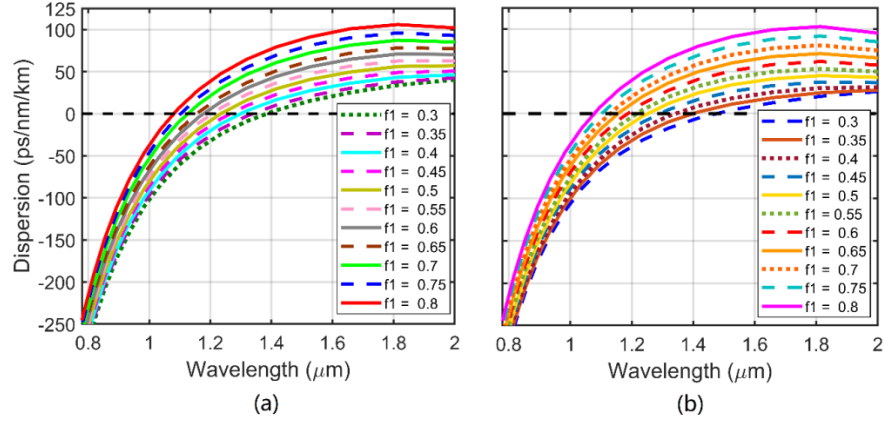 125
100
50
0
-50
-100
-150
-200
-250
Dispersion (ps/nm/km)
0.8 1 1.2 1.4 1.6 1.8 2
Wavelength (μm)
f1 = 0.3
f1 = 0.35
f1 = 0.4
f1 = 0.45
f1 = 0.5
f1 = 0.55
f1 = 0.6
f1 = 0.65
f1 = 0.7
f1 = 0.75
f1 = 0.8
(a)
0.8 1 1.2 1.4 1.6 1.8 2
Wavelength (μm)
f1 = 0.3
f1 = 0.35
f1 = 0.4
f1 = 0.45
f1 = 0.5
f1 = 0.55
f1 = 0.6
f1 = 0.65
f1 = 0.7
f1 = 0.75
f1 = 0.8
(b)